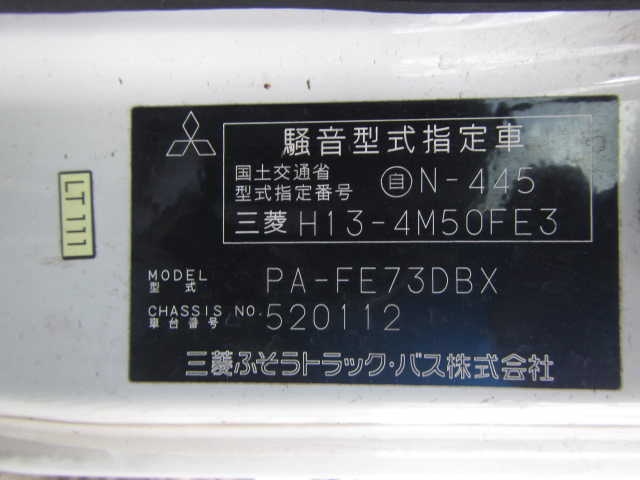 騒音型式指定車
国土交通省
型式指定番号 自 N-445
三菱 H13-4M50FE3
LT111
MODEL
型式 PA-FE73DBX
CHASSIS NO.
車台番号 520112
三菱ふそうトラック・バス株式会社